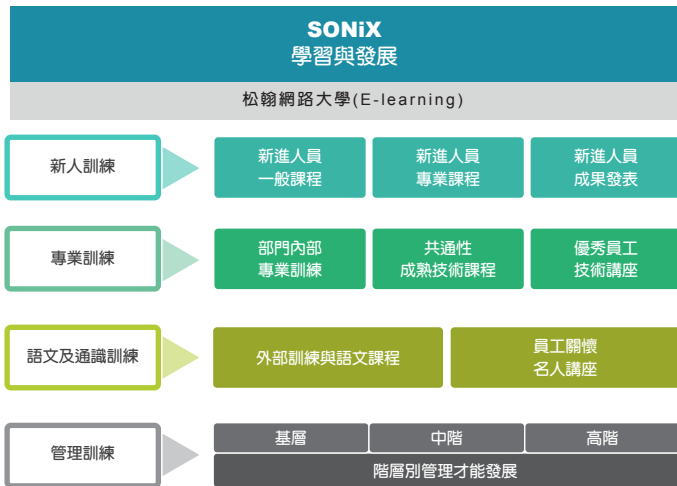 SONiX
學習與發展
松翰網路大學(E-learning)
新人訓練
新進人員
一般課程
新進人員
專業課程
新進人員
成果發表
專業訓練
部門內部
專業訓練
共通性
成熟技術課程
優秀員工
技術講座
語文及通識訓練
外部訓練與語文課程
員工關懷
名人講座
管理訓練
基層
中階
高階
階層別管理才能發展